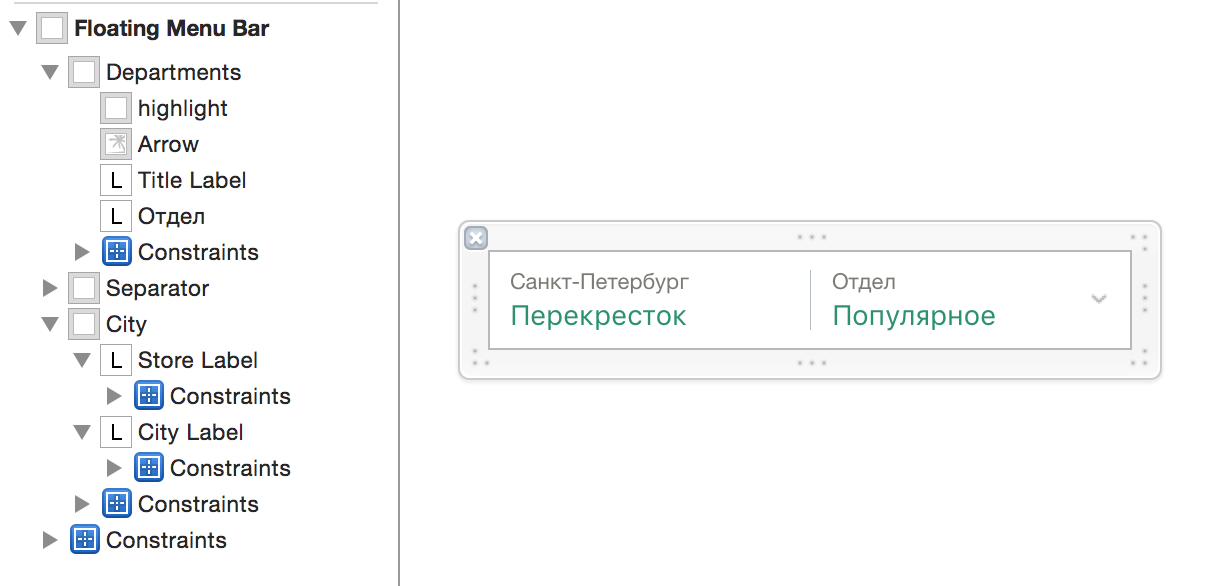 Floating Menu Bar
Departments
highlight
Arrow
L Title Label
L Отдел
Constraints
Separator
City
L Store Label
Constraints
L City Label
Constraints
Constraints
Constraints
Санкт-Петербург
Перекресток
Отдел
Популярное